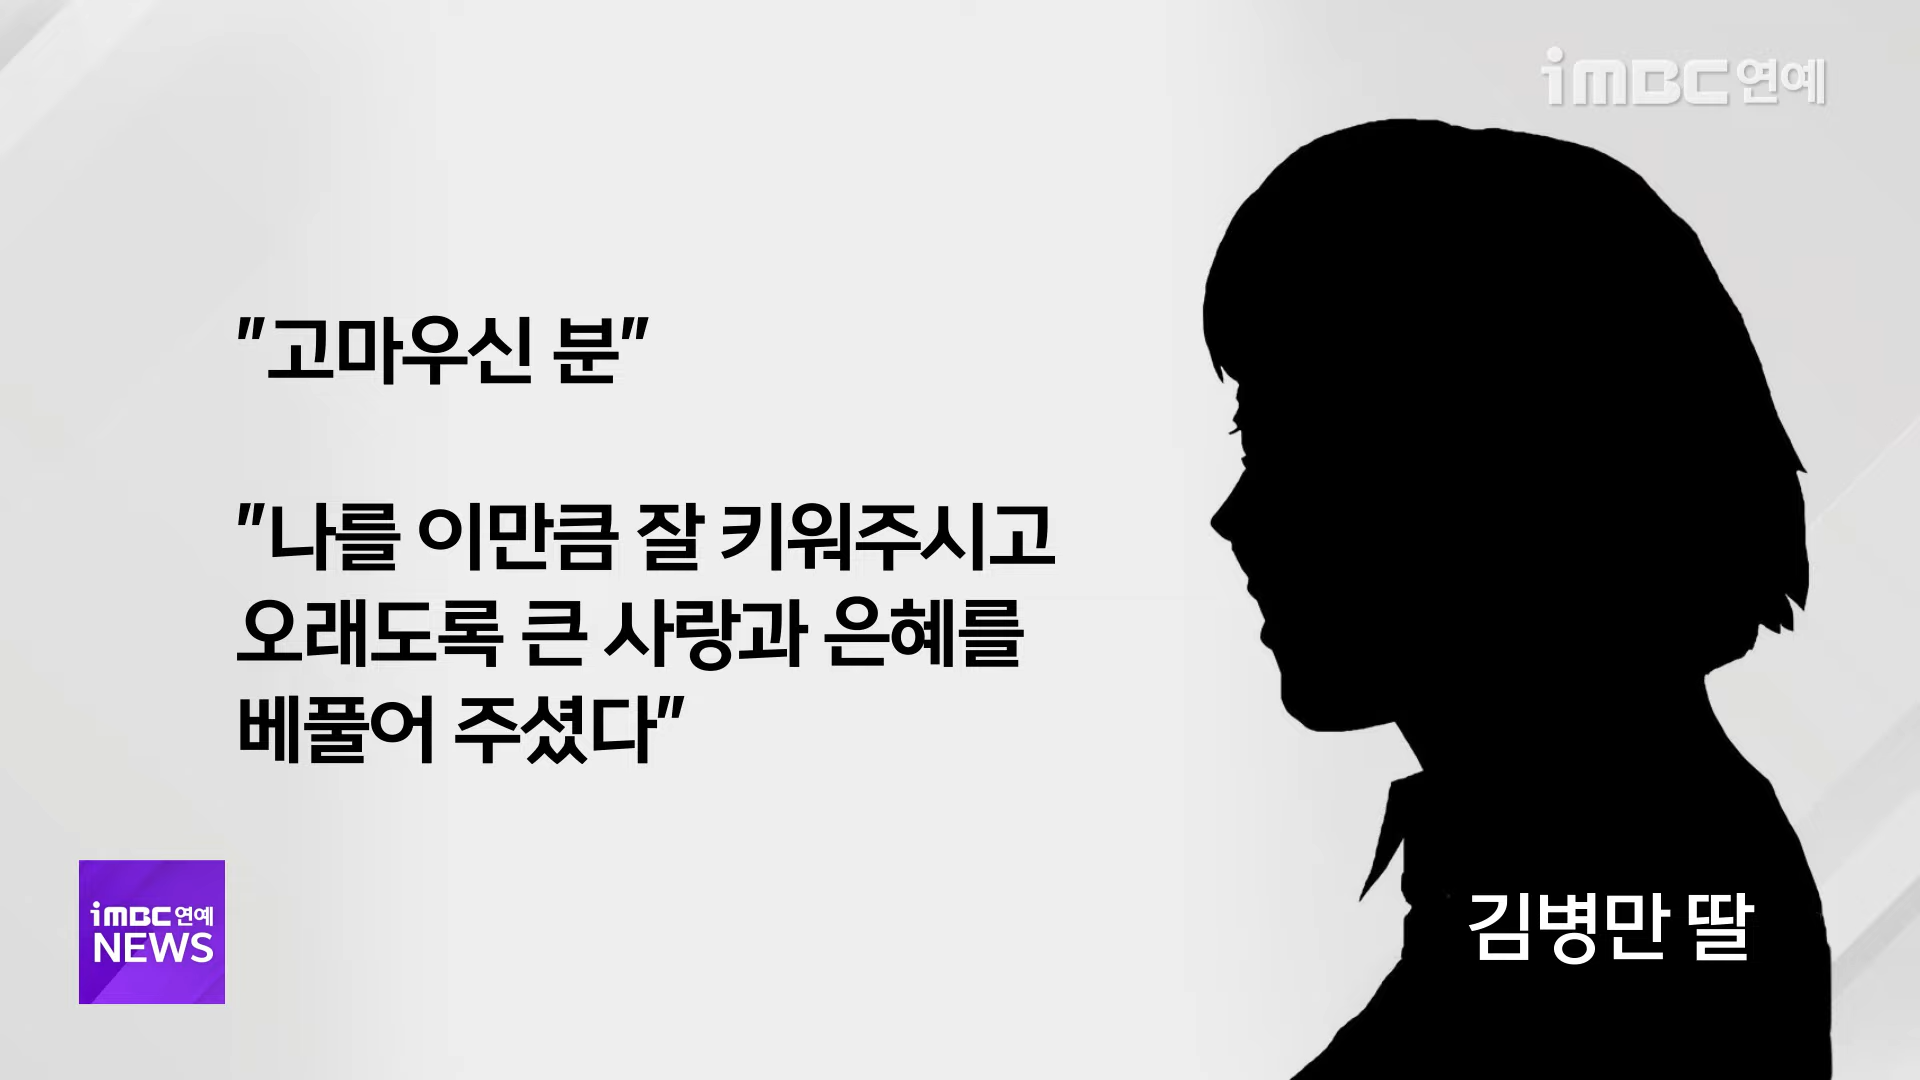 iMBC연예
"고마우신 분"
"나를 이만큼 잘 키워주시고
오래도록 큰 사랑과 은혜를
베풀어 주셨다"
iMBC연예
NEWS
김병만 딸